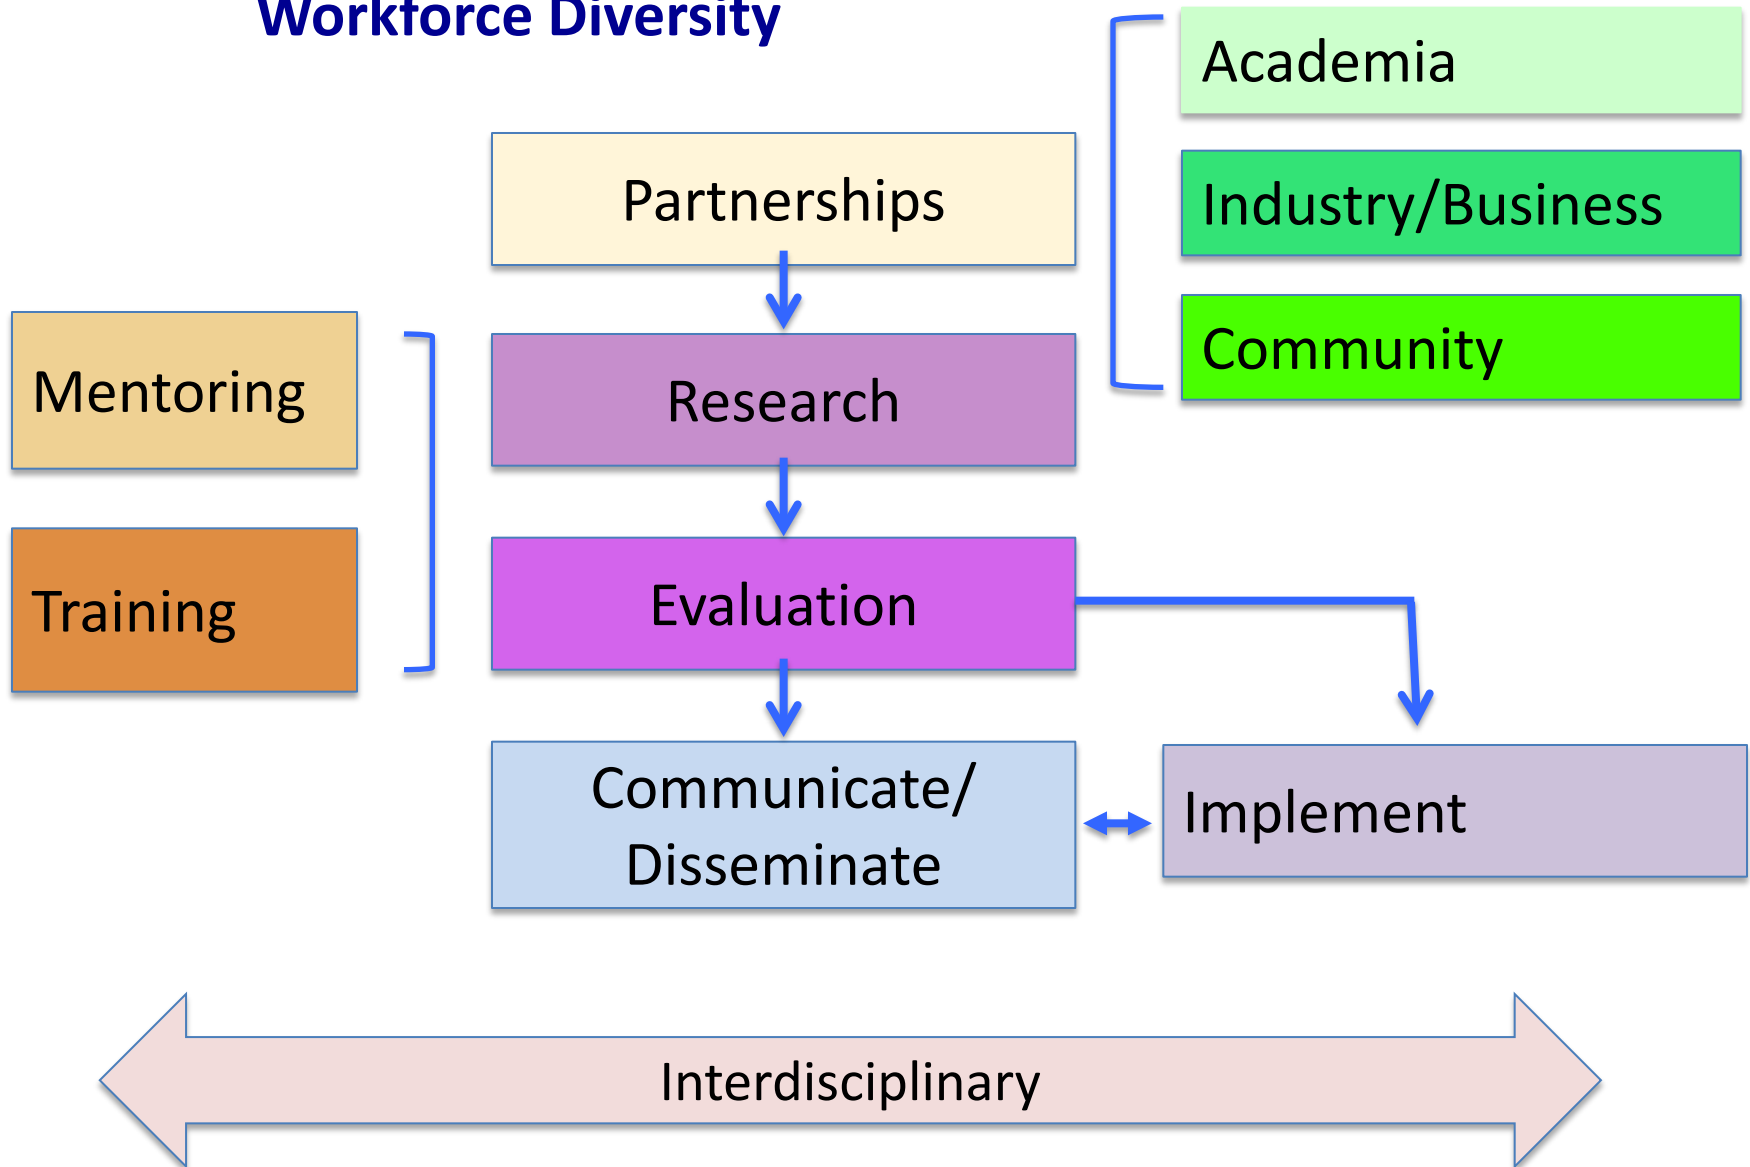 Workforce Diversity
Academia
Industry/Business
Community
Partnerships
Mentoring
Training
Research
Evaluation
Communicate/
Disseminate
Implement
Interdisciplinary